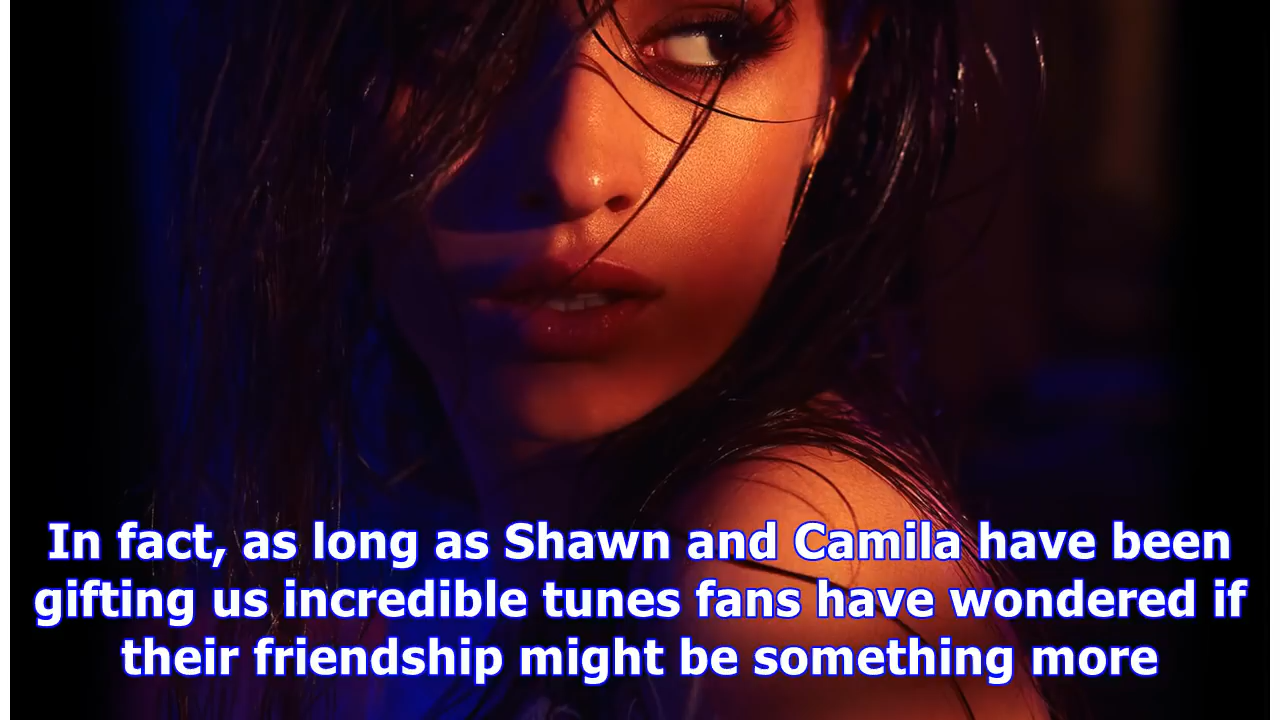 In fact, as long as Shawn and Camila have been
gifting us incredible tunes fans have wondered if
their friendship might be something more